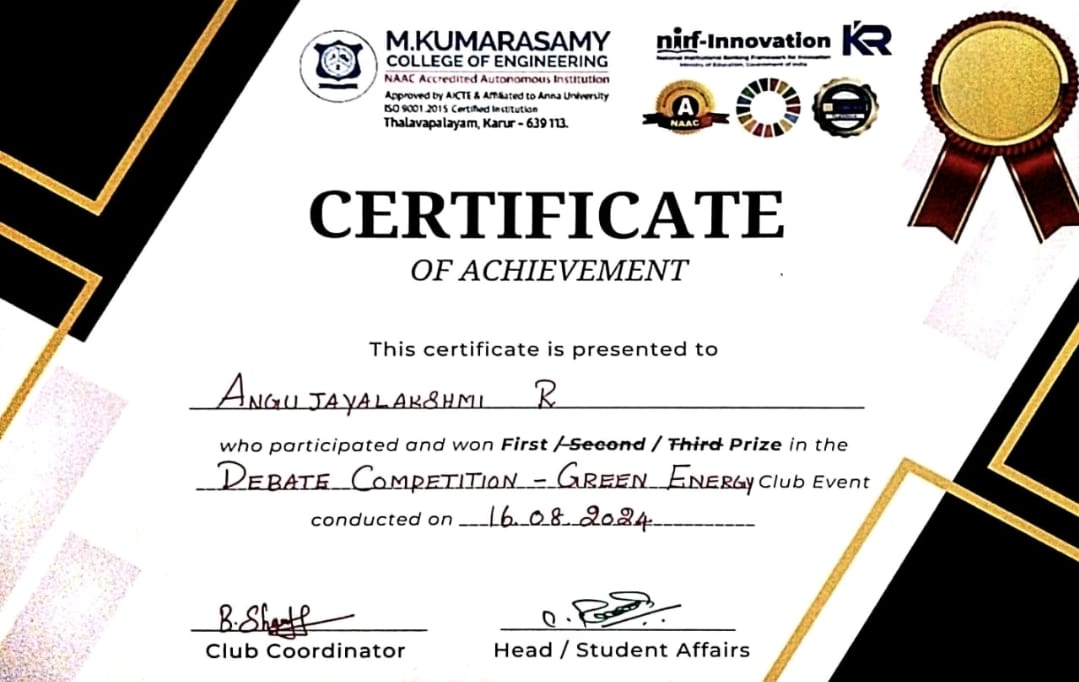 M.KUMARASAMY
COLLEGE OF ENGINEERING
NAAC Accredited Autonomous Institution
Approved by AICTE & Affiliated to Anna University
ISO 9001:2015 Certified Institution
Thalavapalayam, Karur - 639 113.
nirf-Innovation
National Institutional Ranking Framework for Innovation
Ministry of Education, Government of India
KR
A
NAAC
CERTIFICATE
OF ACHIEVEMENT
This certificate is presented to
ANGU JAYALAKSHMI R
who participated and won First / Second / Third Prize in the
DEBATE COMPETITION - GREEN ENERGY Club Event
conducted on 16.08.2024
B.Sha
Club Coordinator
Head / Student Affairs